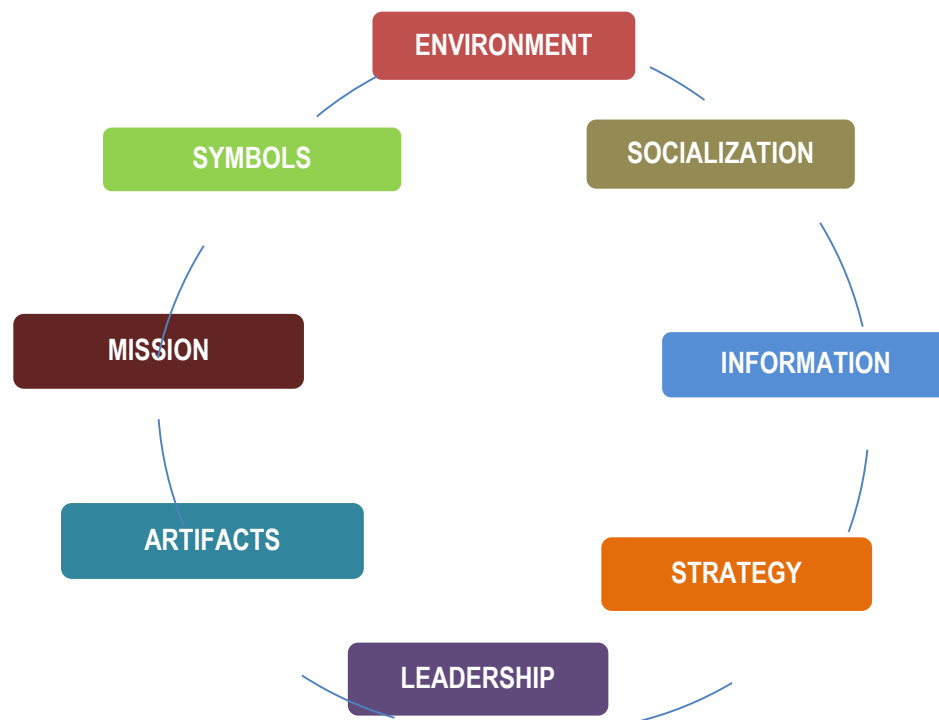 ENVIRONMENT
SOCIALIZATION
INFORMATION
STRATEGY
LEADERSHIP
ARTIFACTS
MISSION
SYMBOLS